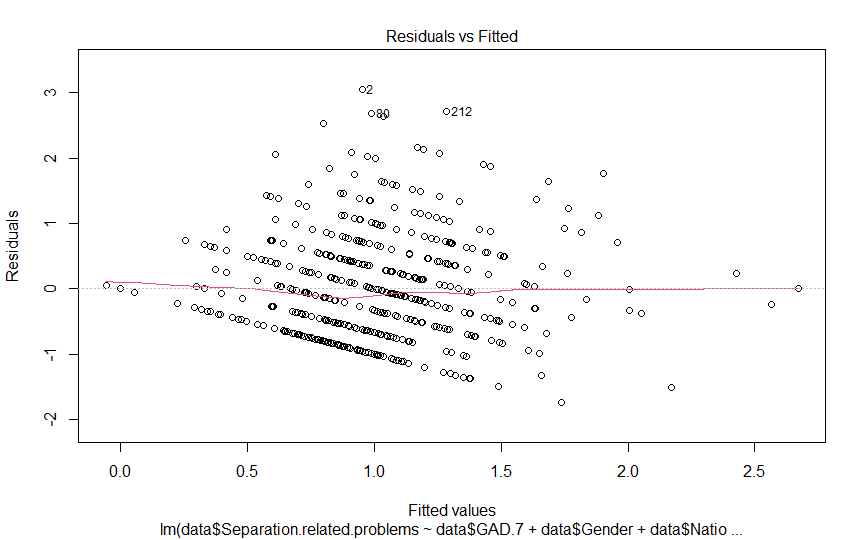 Residuals vs Fitted
Residuals
3
2
1
0
-1
-2
2
80
212
0.0 0.5 1.0 1.5 2.0 2.5
Fitted values
lm(data$Separation.related.problems ~ data$GAD.7 + data$Gender + data$Natio ...